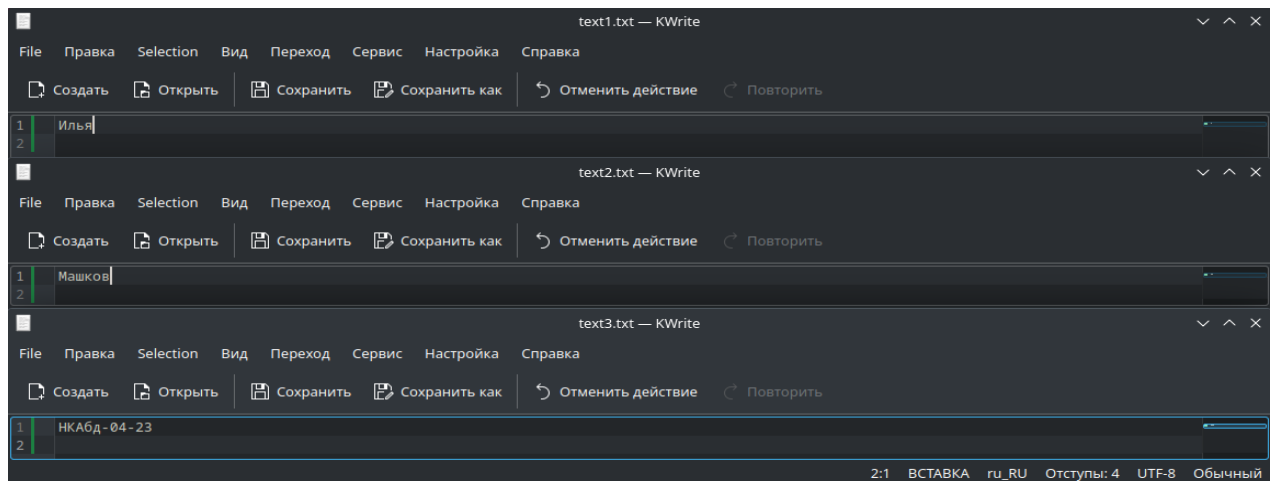 text1.txt — KWrite
File Правка Selection Вид Переход Сервис Настройка Справка
Создать Открыть Сохранить Сохранить как Отменить действие Повторить
1 Илья
2
text2.txt — KWrite
File Правка Selection Вид Переход Сервис Настройка Справка
Создать Открыть Сохранить Сохранить как Отменить действие Повторить
1 Машков
2
text3.txt — KWrite
File Правка Selection Вид Переход Сервис Настройка Справка
Создать Открыть Сохранить Сохранить как Отменить действие Повторить
1 НКАбд-04-23
2
2:1 ВСТАВКА ru_RU Отступы: 4 UTF-8 Обычный